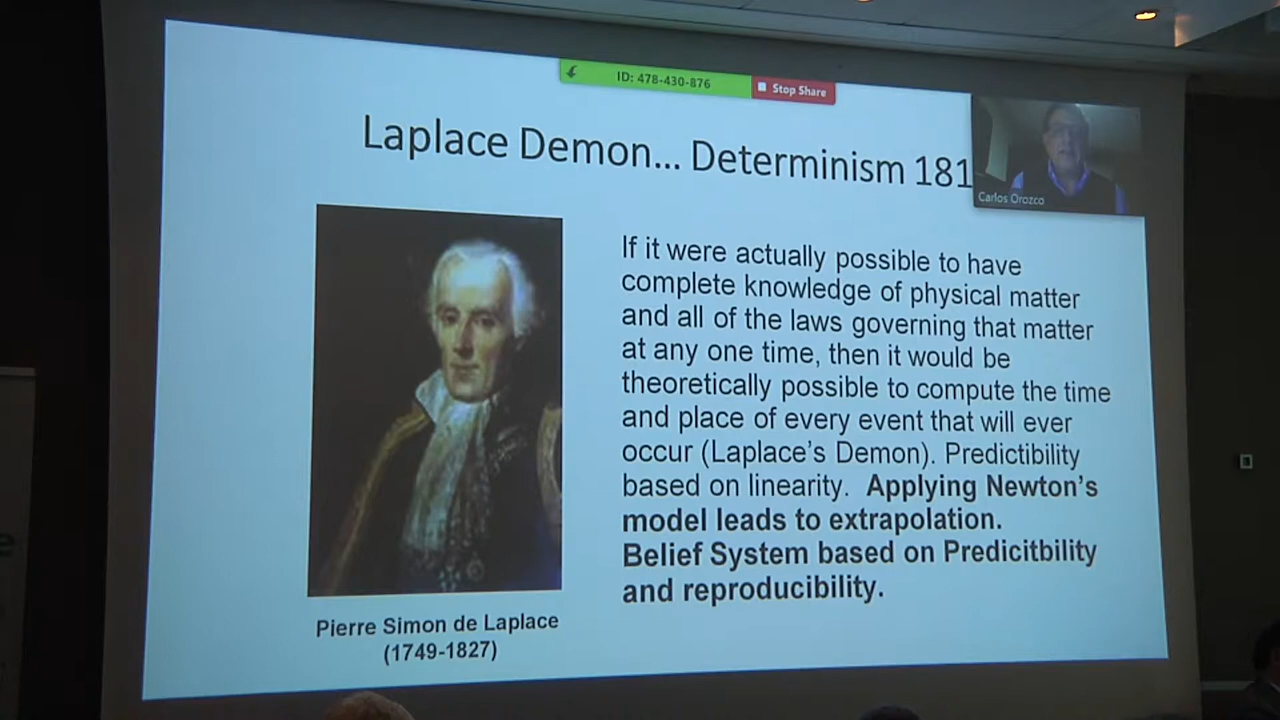 ID: 478-430-876
Stop Share
Laplace Demon... Determinism 181
Carlos Orozco
If it were actually possible to have
complete knowledge of physical matter
and all of the laws governing that matter
at any one time, then it would be
theoretically possible to compute the time
and place of every event that will ever
occur (Laplace's Demon). Predictibility
based on linearity. Applying Newton's
model leads to extrapolation.
Belief System based on Predicitbility
and reproducibility.
Pierre Simon de Laplace
(1749-1827)